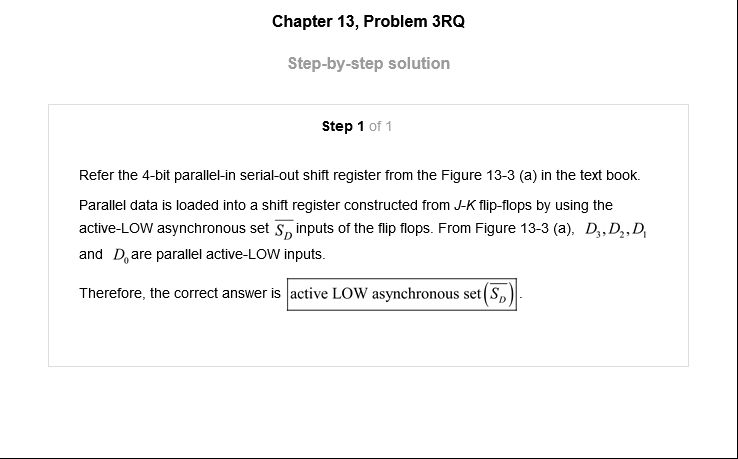 Chapter 13, Problem 3RQ
Step-by-step solution
Step 1 of 1
Refer the 4-bit parallel-in serial-out shift register from the Figure 13-3 (a) in the text book.
Parallel data is loaded into a shift register constructed from J-K flip-flops by using the
active-LOW asynchronous set $\overline{S_D}$ inputs of the flip flops. From Figure 13-3 (a), $D_3, D_2, D_1$
and $D_0$ are parallel active-LOW inputs.
Therefore, the correct answer is active LOW asynchronous set $(\overline{S_D})$.